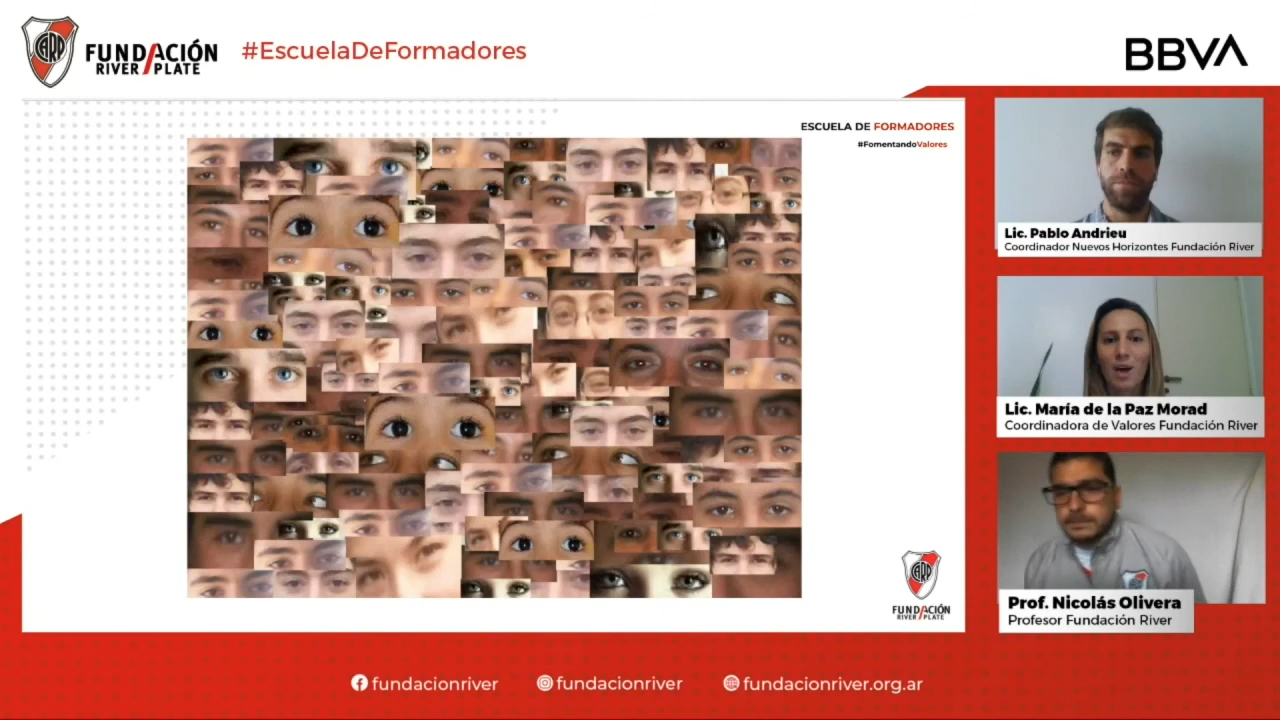 CARP
FUNDACIÓN
RIVER PLATE
#EscuelaDeFormadores
BBVA
ESCUELA DE FORMADORES
#FomentandoValores
Lic. Pablo Andrieu
Coordinador Nuevos Horizontes Fundación River
Lic. María de la Paz Morad
Coordinadora de Valores Fundación River
Prof. Nicolás Olivera
Profesor Fundación River
CARP
FUNDACIÓN
RIVER PLATE
fundacionriver
fundacionriver
fundacionriver.org.ar